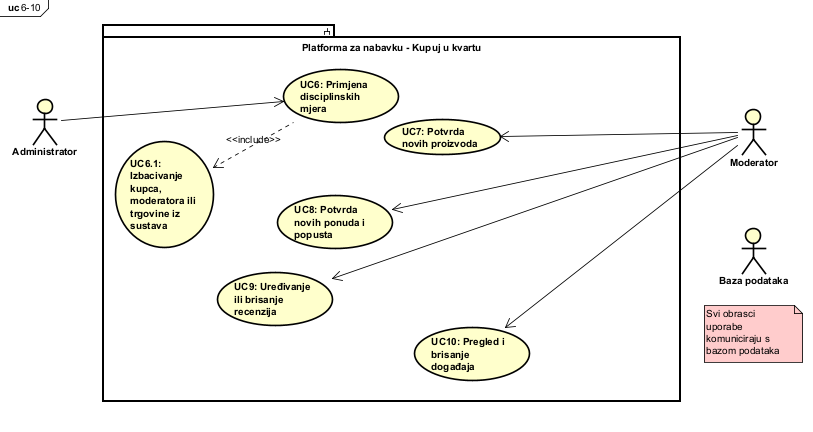 uc 6-10
Platforma za nabavku - Kupuj u kvartu
UC6: Primjena
disciplinskih
mjera
UC7: Potvrda
novih proizvoda
<<include>>
Administrator
Moderator
UC6.1:
Izbacivanje
kupca,
moderatora ili
trgovine iz
sustava
UC8: Potvrda
novih ponuda i
popusta
UC9: Uređivanje
ili brisanje
recenzija
Baza podataka
Svi obrasci
uporabe
komuniciraju s
bazom podataka
UC10: Pregled i
brisanje
događaja